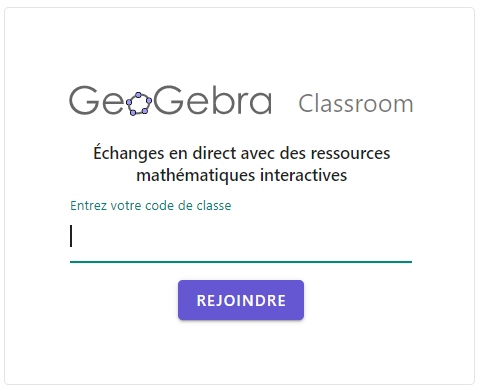 GeoGebra Classroom
Échanges en direct avec des ressources
mathématiques interactives
Entrez votre code de classe
REJOINDRE